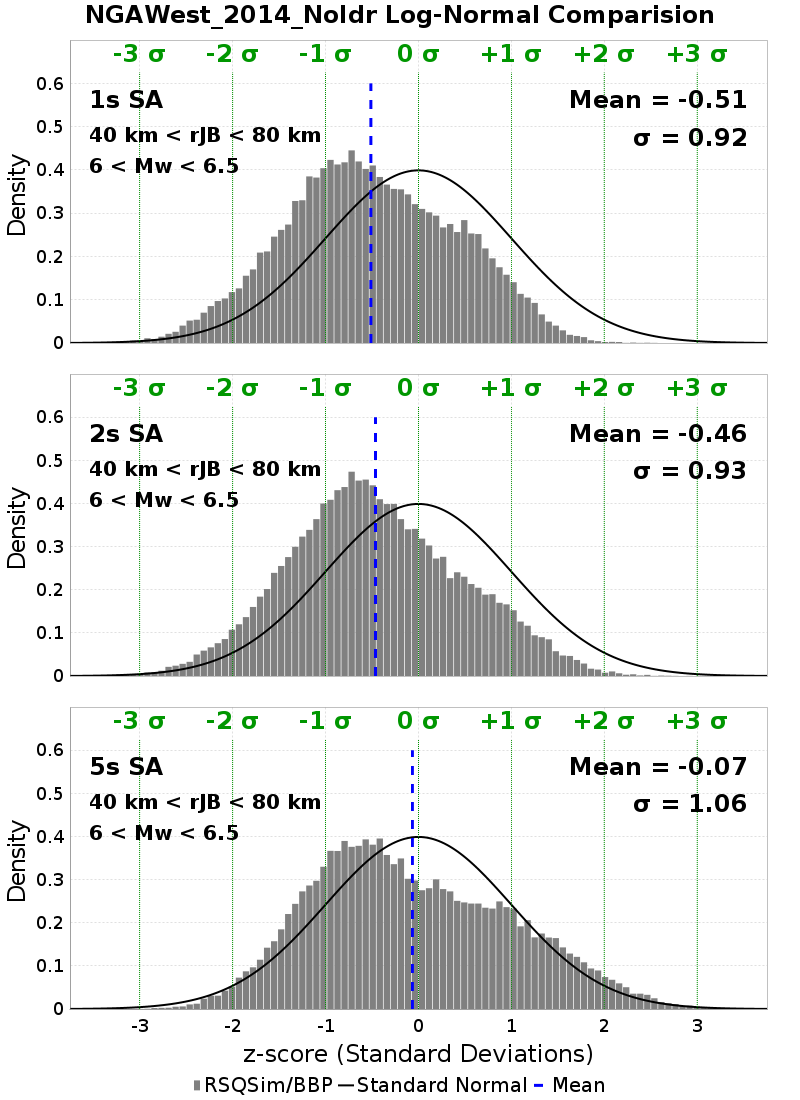 NGAWest_2014_NoIdr Log-Normal Comparision
-3 σ -2 σ -1 σ 0 σ +1 σ +2 σ +3 σ
0.6
1s SA Mean = -0.51
0.5
40 km < rJB < 80 km σ = 0.92
6 < Mw < 6.5
0.4
0.3
0.2
0.1
0
Density
-3 σ -2 σ -1 σ 0 σ +1 σ +2 σ +3 σ
0.6
2s SA Mean = -0.46
0.5
40 km < rJB < 80 km σ = 0.93
6 < Mw < 6.5
0.4
0.3
0.2
0.1
0
Density
-3 σ -2 σ -1 σ 0 σ +1 σ +2 σ +3 σ
0.6
5s SA Mean = -0.07
0.5
40 km < rJB < 80 km σ = 1.06
6 < Mw < 6.5
0.4
0.3
0.2
0.1
0
Density
-3 -2 -1 0 1 2 3
z-score (Standard Deviations)
RSQSim/BBP Standard Normal Mean